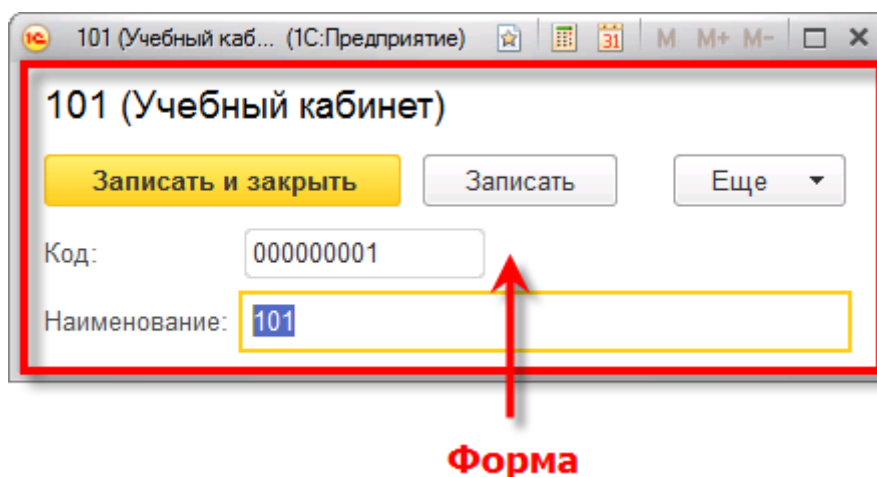 1С 101 (Учебный каб... (1С:Предприятие) 31 M M+ M-
101 (Учебный кабинет)
Записать и закрыть Записать Еще
Код: 000000001
Наименование: 101
Форма